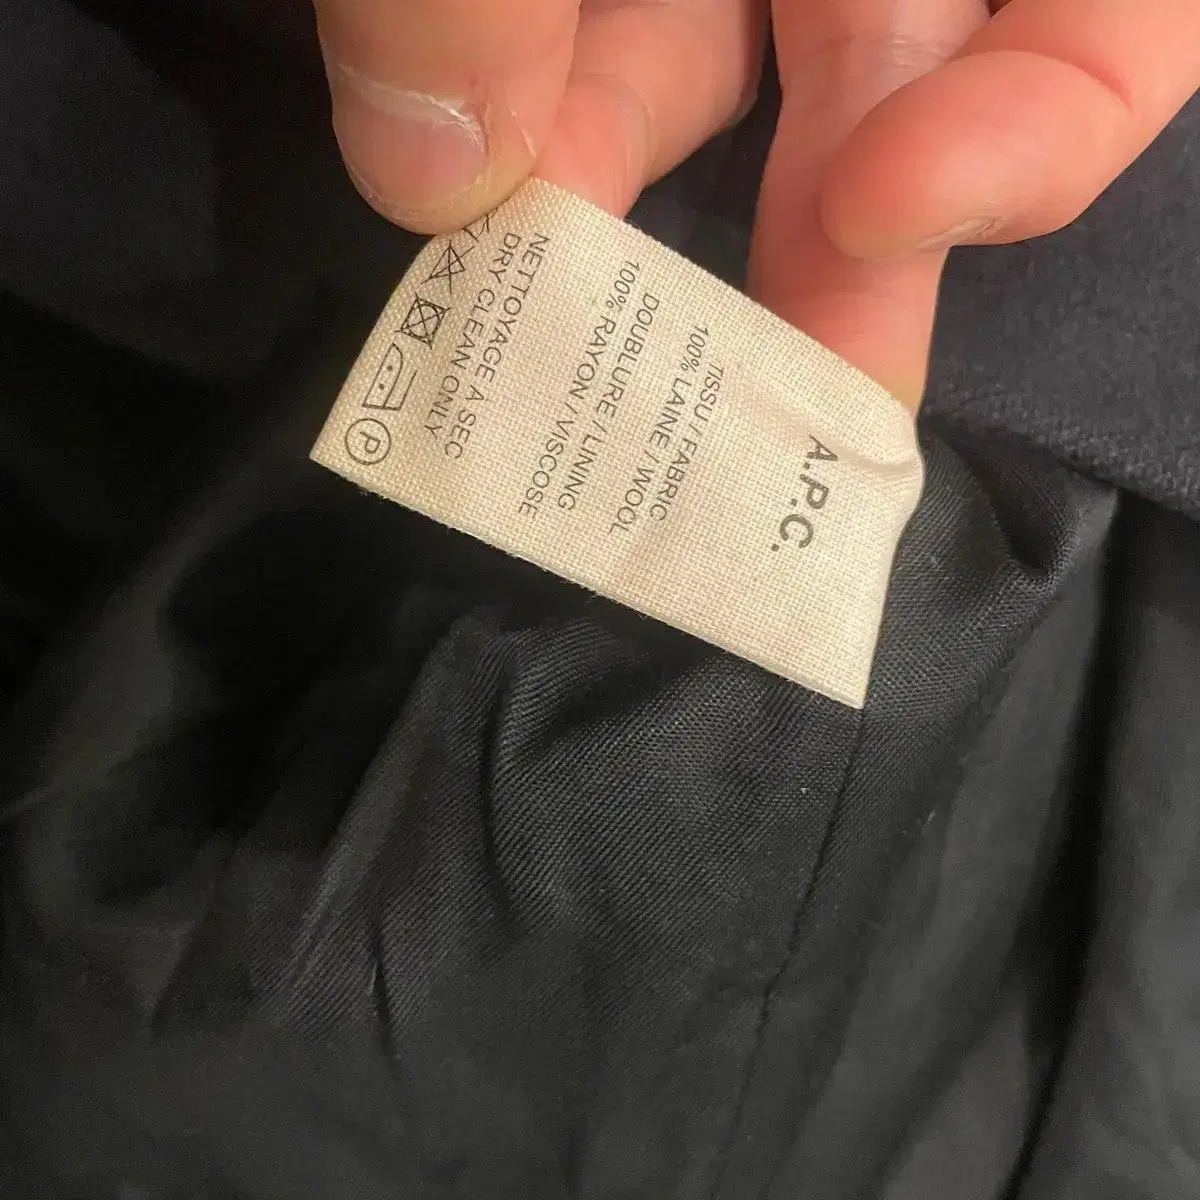 A.P.C.
TISSU / FABRIC
100% LAINE / WOOL
DOUBLURE / LINING
100% RAYON / VISCOSE
NETTOYAGE A SEC
DRY CLEAN ONLY
P